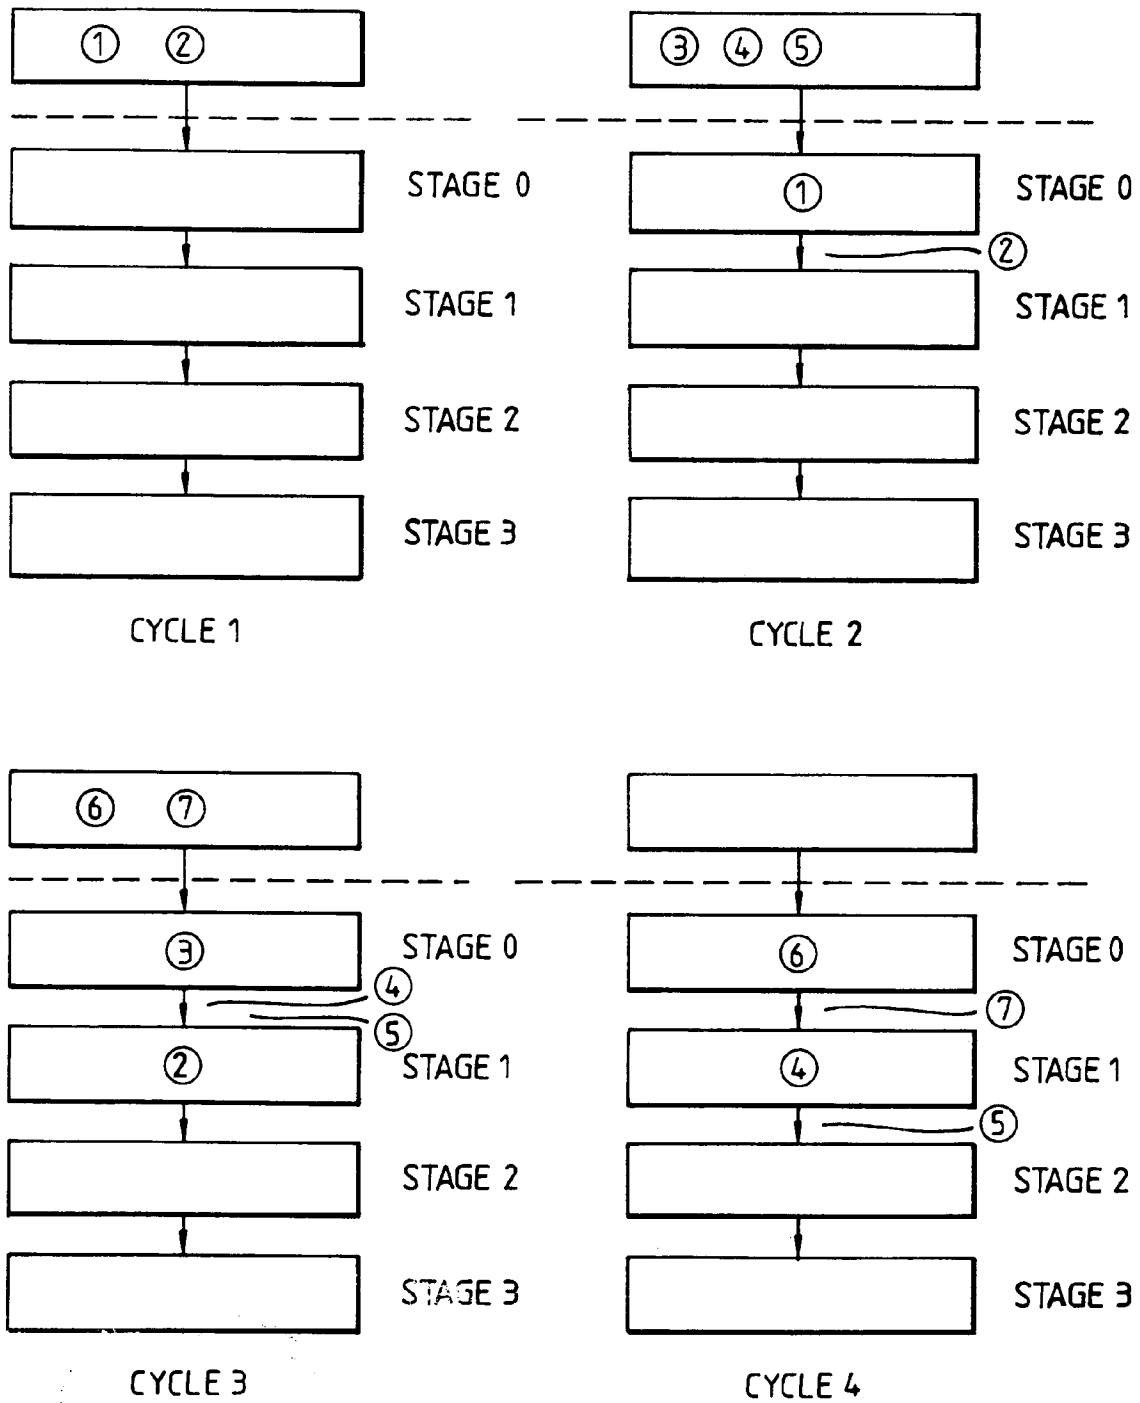 ① ②
STAGE 0
STAGE 1
STAGE 2
STAGE 3
CYCLE 1
③ ④ ⑤
① STAGE 0
②
STAGE 1
STAGE 2
STAGE 3
CYCLE 2
⑥ ⑦
③ STAGE 0
④
⑤
② STAGE 1
STAGE 2
STAGE 3
CYCLE 3
⑥ STAGE 0
⑦
④ STAGE 1
⑤
STAGE 2
STAGE 3
CYCLE 4